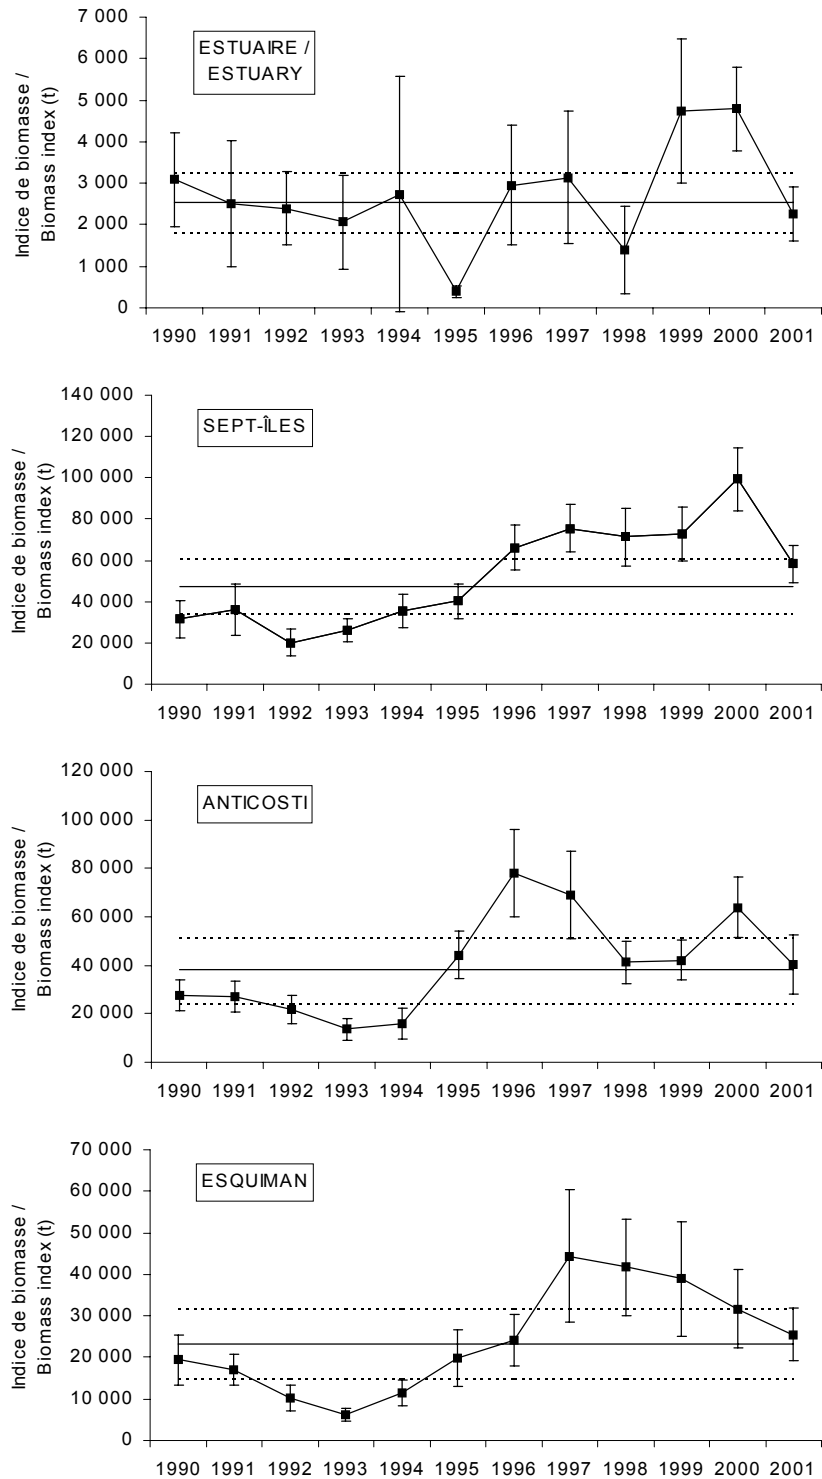 Indice de biomasse /
Biomass index (t)
7 000
6 000
5 000
4 000
3 000
2 000
1 000
0
ESTUAIRE /
ESTUARY
1990 1991 1992 1993 1994 1995 1996 1997 1998 1999 2000 2001
Indice de biomasse /
Biomass index (t)
140 000
120 000
100 000
80 000
60 000
40 000
20 000
0
SEPT-ÎLES
1990 1991 1992 1993 1994 1995 1996 1997 1998 1999 2000 2001
Indice de biomasse /
Biomass index (t)
120 000
100 000
80 000
60 000
40 000
20 000
0
ANTICOSTI
1990 1991 1992 1993 1994 1995 1996 1997 1998 1999 2000 2001
Indice de biomasse /
Biomass index (t)
70 000
60 000
50 000
40 000
30 000
20 000
10 000
0
ESQUIMAN
1990 1991 1992 1993 1994 1995 1996 1997 1998 1999 2000 2001